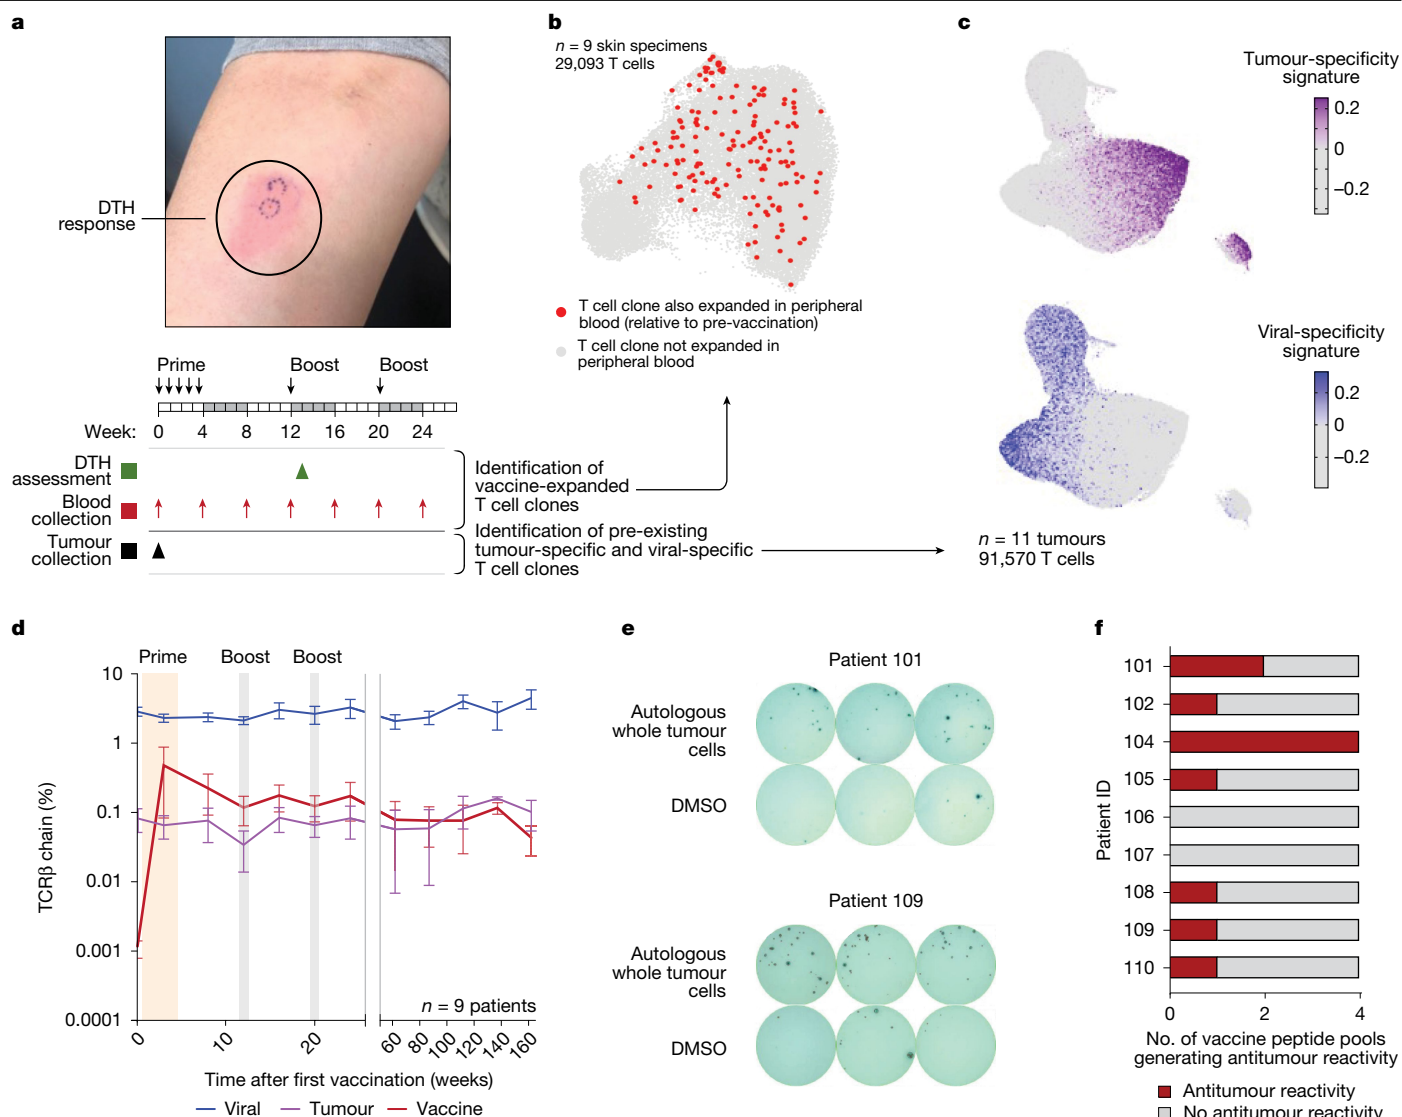 a
DTH
response
Prime
Boost
Boost
Week:
0
4
8
12
16
20
24
DTH
assessment
Blood
collection
Tumour
collection
Identification of
vaccine-expanded
T cell clones
Identification of pre-existing
tumour-specific and viral-specific
T cell clones
b
n = 9 skin specimens
29,093 T cells
T cell clone also expanded in peripheral
blood (relative to pre-vaccination)
T cell clone not expanded in
peripheral blood
c
Tumour-specificity
signature
0.2
0
–0.2
Viral-specificity
signature
0.2
0
–0.2
n = 11 tumours
91,570 T cells
d
Prime
Boost
Boost
TCRβ chain (%)
10
1
0.1
0.01
0.001
0.0001
n = 9 patients
0
10
20
60
80
100
120
140
160
Time after first vaccination (weeks)
Viral
Tumour
Vaccine
e
Patient 101
Autologous
whole tumour
cells
DMSO
Patient 109
Autologous
whole tumour
cells
DMSO
f
Patient ID
101
102
104
105
106
107
108
109
110
0
2
4
No. of vaccine peptide pools
generating antitumour reactivity
Antitumour reactivity
No antitumour reactivity